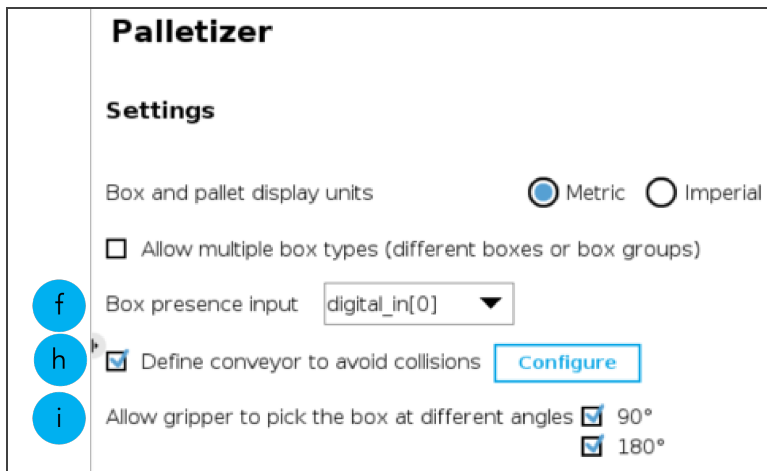 Palletizer
Settings
Box and pallet display units Metric Imperial
Allow multiple box types (different boxes or box groups)
f Box presence input digital_in[0]
h Define conveyor to avoid collisions Configure
i Allow gripper to pick the box at different angles 90°
180°